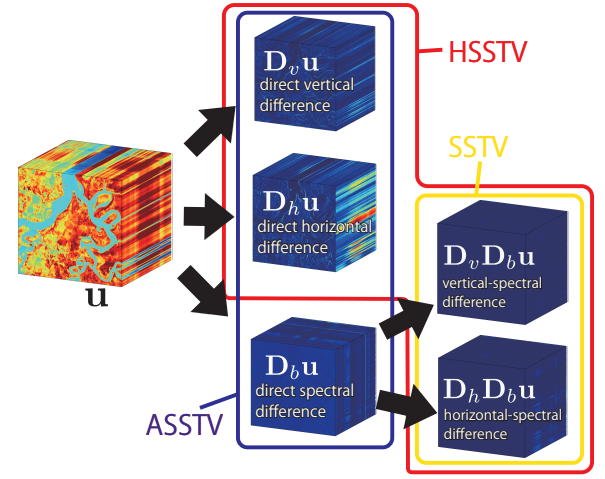 D_v u
direct vertical
difference
HSSTV
SSTV
D_h u
direct horizontal
difference
u
D_v D_b u
vertical-spectral
difference
D_b u
direct spectral
difference
D_h D_b u
horizontal-spectral
difference
ASSTV